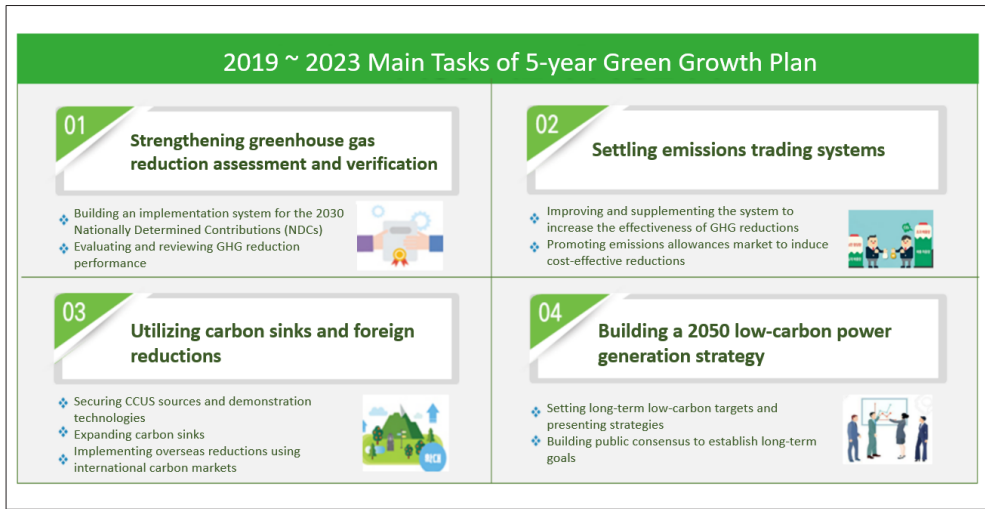 2019 ~ 2023 Main Tasks of 5-year Green Growth Plan
01
Strengthening greenhouse gas
reduction assessment and verification
Building an implementation system for the 2030
Nationally Determined Contributions (NDCs)
Evaluating and reviewing GHG reduction
performance
02
Settling emissions trading systems
Improving and supplementing the system to
increase the effectiveness of GHG reductions
Promoting emissions allowances market to induce
cost-effective reductions
03
Utilizing carbon sinks and foreign
reductions
Securing CCUS sources and demonstration
technologies
Expanding carbon sinks
Implementing overseas reductions using
international carbon markets
04
Building a 2050 low-carbon power
generation strategy
Setting long-term low-carbon targets and
presenting strategies
Building public consensus to establish long-term
goals